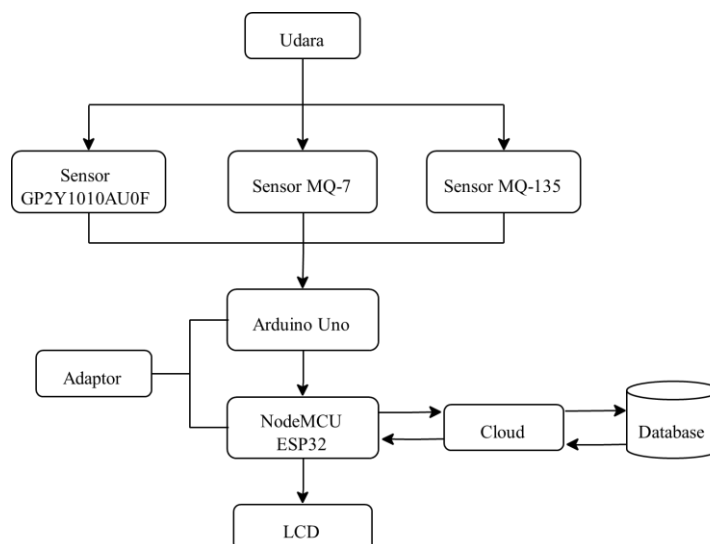 Udara
Sensor
GP2Y1010AU0F
Sensor MQ-7
Sensor MQ-135
Arduino Uno
Adaptor
NodeMCU
ESP32
Cloud
Database
LCD